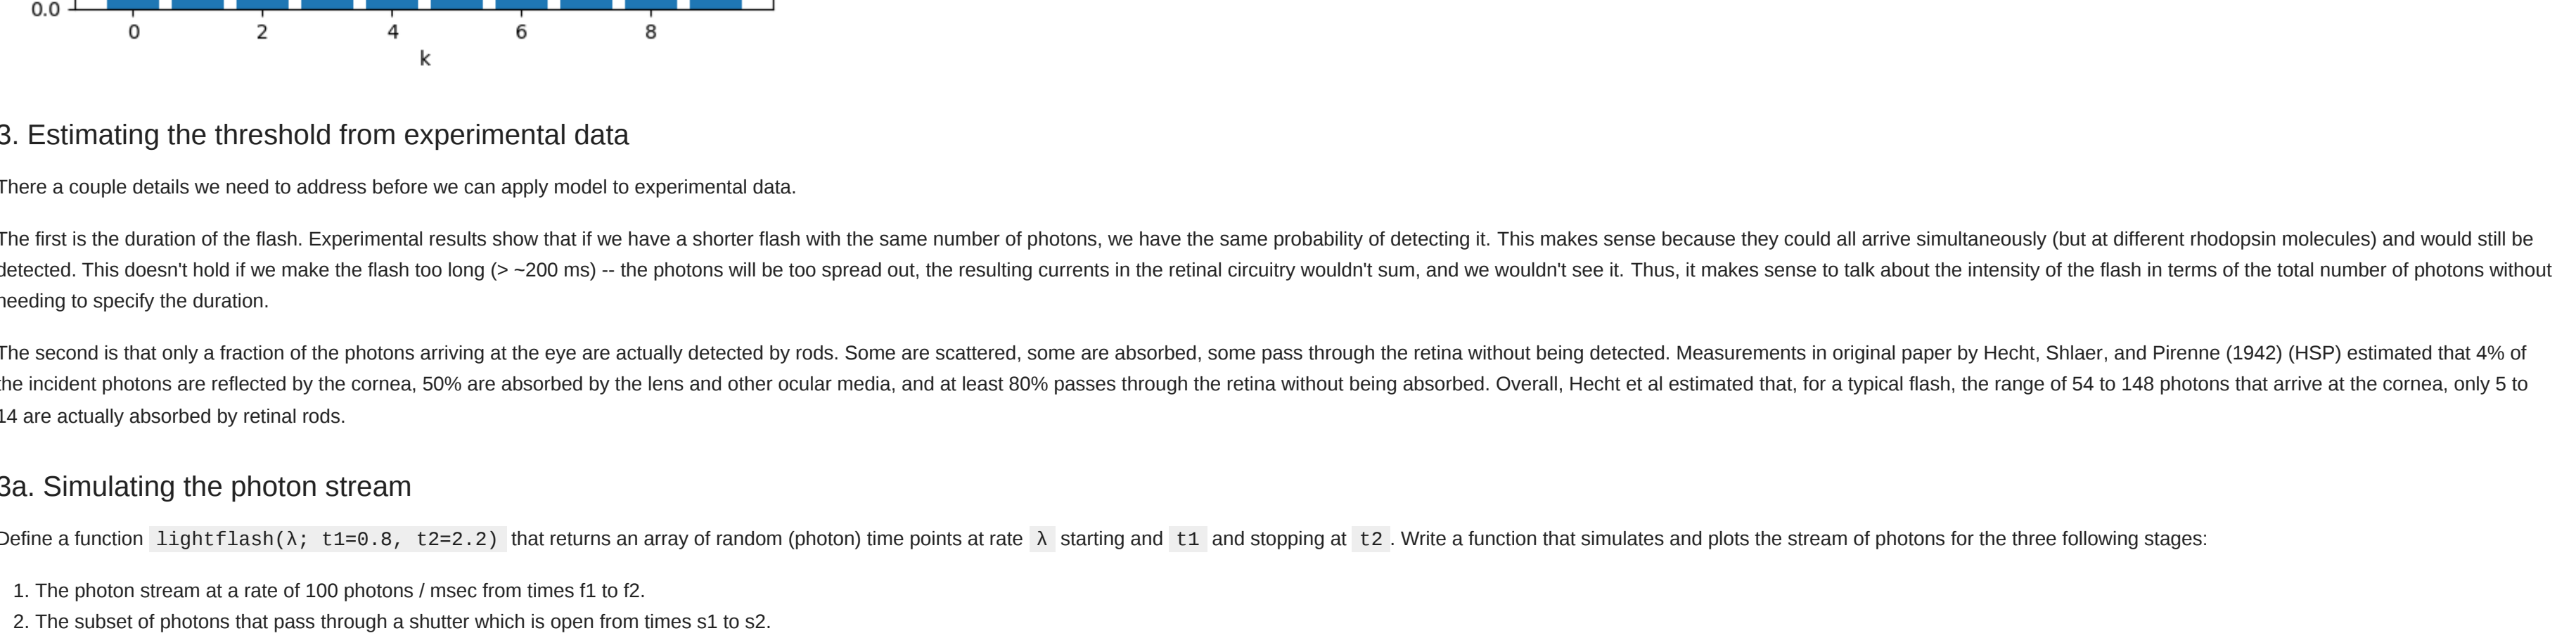 0.0
0 2 4 6 8
k
3. Estimating the threshold from experimental data
There a couple details we need to address before we can apply model to experimental data.
The first is the duration of the flash. Experimental results show that if we have a shorter flash with the same number of photons, we have the same probability of detecting it. This makes sense because they could all arrive simultaneously (but at different rhodopsin molecules) and would still be
detected. This doesn't hold if we make the flash too long (> ~200 ms) -- the photons will be too spread out, the resulting currents in the retinal circuitry wouldn't sum, and we wouldn't see it. Thus, it makes sense to talk about the intensity of the flash in terms of the total number of photons without
needing to specify the duration.
The second is that only a fraction of the photons arriving at the eye are actually detected by rods. Some are scattered, some are absorbed, some pass through the retina without being detected. Measurements in original paper by Hecht, Shlaer, and Pirenne (1942) (HSP) estimated that 4% of
the incident photons are reflected by the cornea, 50% are absorbed by the lens and other ocular media, and at least 80% passes through the retina without being absorbed. Overall, Hecht et al estimated that, for a typical flash, the range of 54 to 148 photons that arrive at the cornea, only 5 to
14 are actually absorbed by retinal rods.
3a. Simulating the photon stream
Define a function lightflash(λ; t1=0.8, t2=2.2) that returns an array of random (photon) time points at rate λ starting and t1 and stopping at t2 . Write a function that simulates and plots the stream of photons for the three following stages:
1. The photon stream at a rate of 100 photons / msec from times f1 to f2.
2. The subset of photons that pass through a shutter which is open from times s1 to s2.